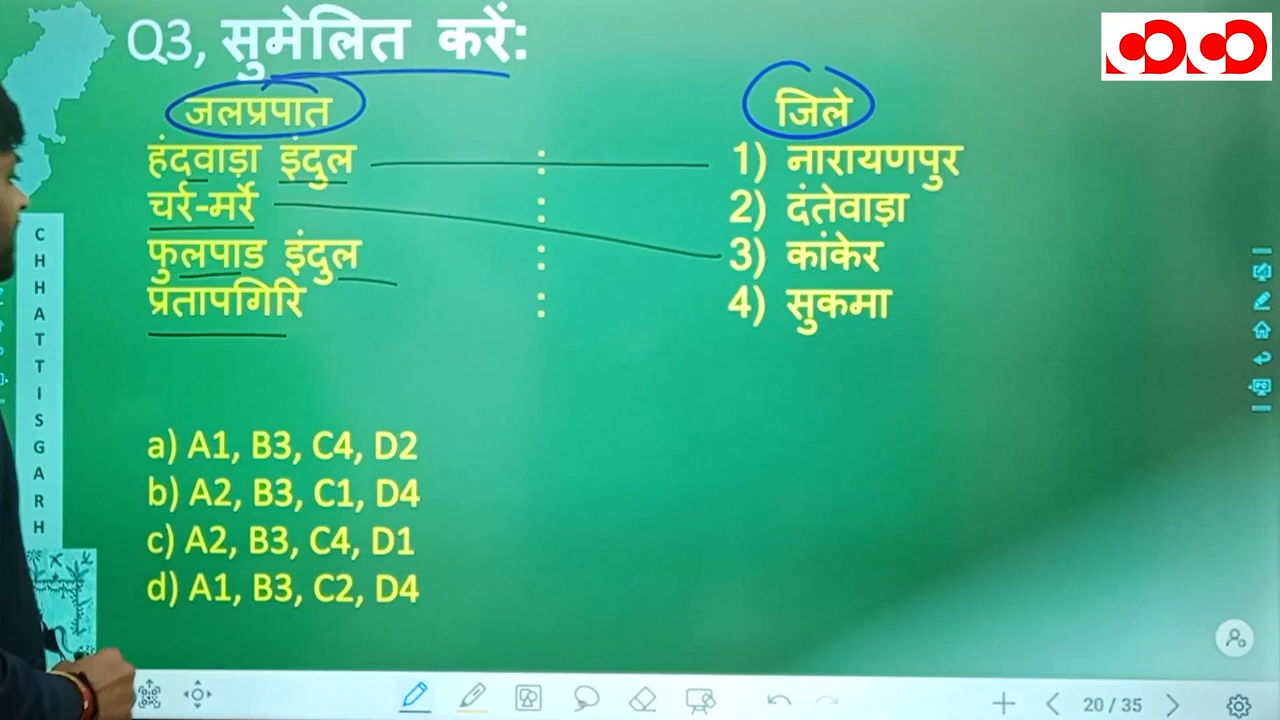 Q3, सुमेलित करें:
जलप्रपात जिले
हंदवाड़ा इंदुल : 1) नारायणपुर
चर्र-मर्रे : 2) दंतेवाड़ा
फुलपाड इंदुल : 3) कांकेर
प्रतापगिरि : 4) सुकमा
a) A1, B3, C4, D2
b) A2, B3, C1, D4
c) A2, B3, C4, D1
d) A1, B3, C2, D4
CHHATTISGARH
20 / 35